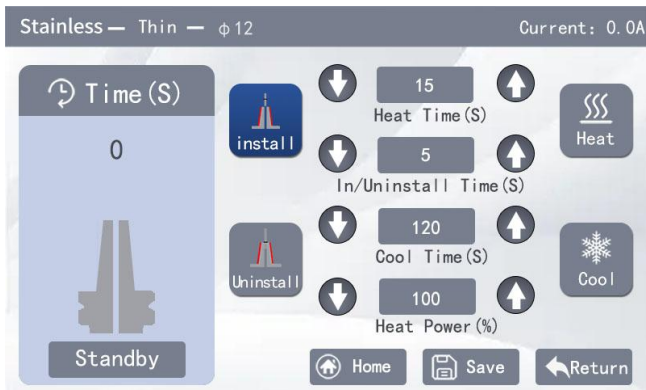 Stainless — Thin — φ12
Current: 0.0A
Time(S)
0
Standby
install
Uninstall
15
Heat Time(S)
5
In/Uninstall Time(S)
120
Cool Time(S)
100
Heat Power(%)
Heat
Cool
Home
Save
Return